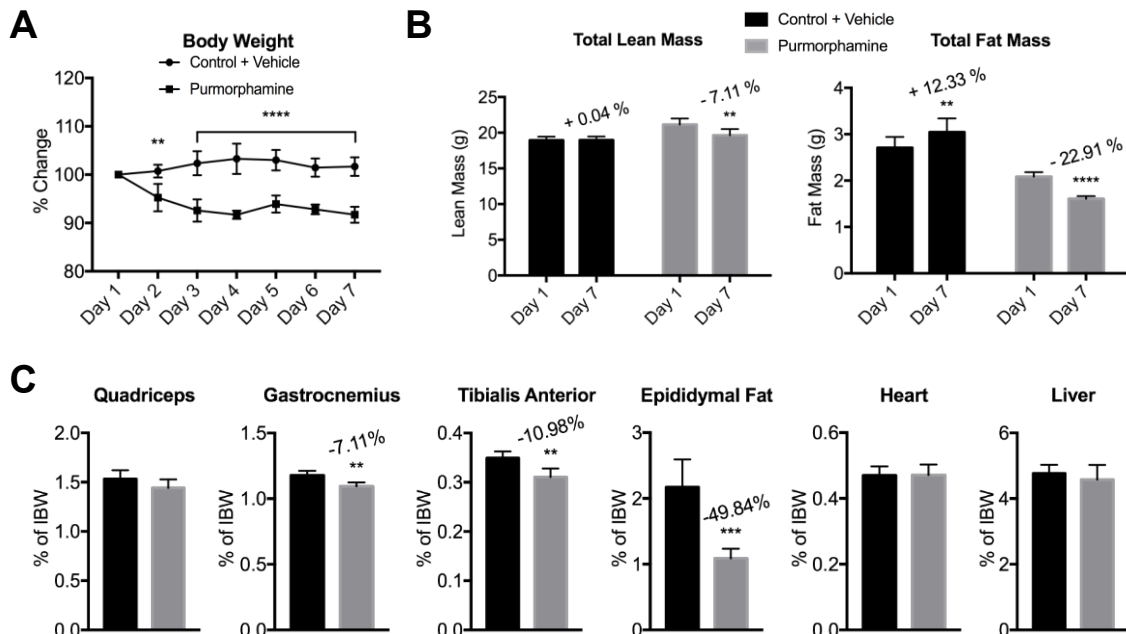 A
Body Weight
Control + Vehicle
Purmorphamine
% Change
120
110
100
90
80
**
****
Day 1
Day 2
Day 3
Day 4
Day 5
Day 6
Day 7
B
Control + Vehicle
Purmorphamine
Total Lean Mass
Lean Mass (g)
25
20
15
10
5
0
+ 0.04 %
- 7.11 %
**
Day 1
Day 7
Day 1
Day 7
Total Fat Mass
Fat Mass (g)
4
3
2
1
0
+ 12.33 %
**
- 22.91 %
****
Day 1
Day 7
Day 1
Day 7
C
Quadriceps
% of IBW
2.0
1.5
1.0
0.5
0.0
Gastrocnemius
% of IBW
1.5
1.0
0.5
0.0
-7.11%
**
Tibialis Anterior
% of IBW
0.4
0.3
0.2
0.1
0.0
-10.98%
**
Epididymal Fat
% of IBW
3
2
1
0
-49.84%
***
Heart
% of IBW
0.6
0.4
0.2
0.0
Liver
% of IBW
6
4
2
0